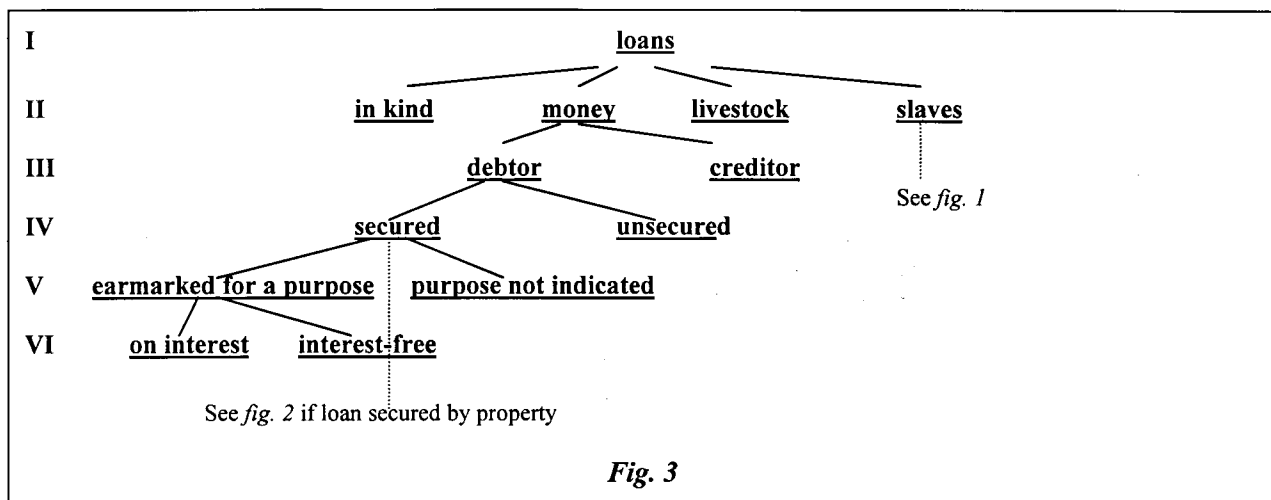 I loans
II in kind money livestock slaves
III debtor creditor
See fig. 1
IV secured unsecured
V earmarked for a purpose purpose not indicated
VI on interest interest-free
See fig. 2 if loan secured by property
Fig. 3